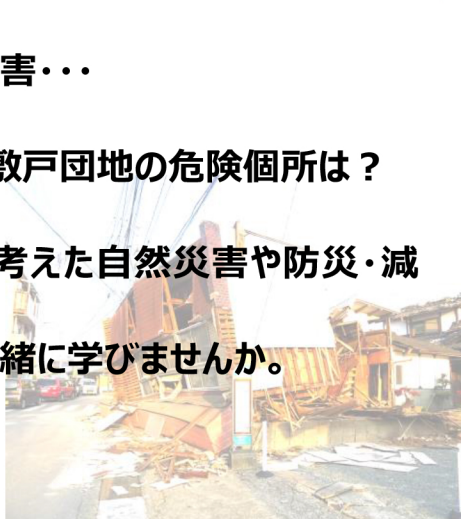 害･･･
敷戸団地の危険個所は？
考えた自然災害や防災･減
緒に学びませんか。